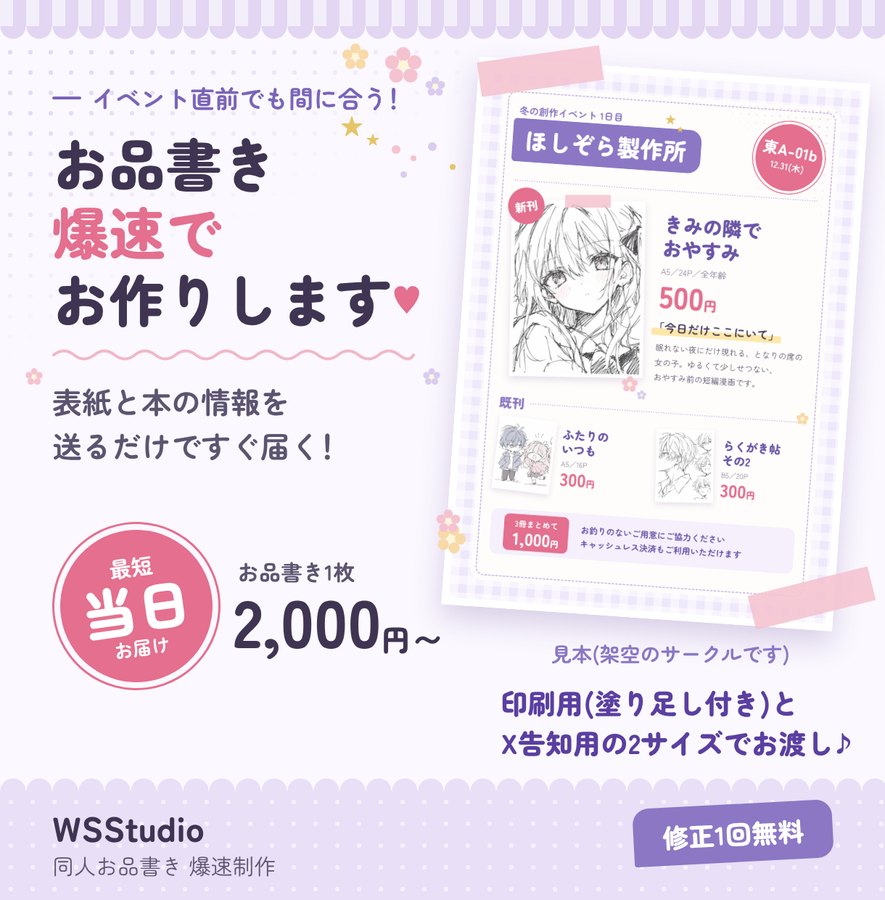 イベント直前でも間に合う!
お品書き
爆速で
お作りします♥
表紙と本の情報を
送るだけですぐ届く!
最短
当日
お届け
お品書き1枚
2,000円〜
冬の創作イベント 1日目
ほしぞら製作所
東A-01b
12.31(木)
新刊
きみの隣で
おやすみ
A5/24P/全年齢
500円
「今日だけここにいて」
眠れない夜にだけ現れる、となりの席の
女の子。ゆるくて少しせつない、
おやすみ前の短編漫画です。
既刊
ふたりの
いつも
A5/16P
300円
らくがき帖
その2
B5/20P
300円
3冊まとめて
1,000円
お釣りのないご用意にご協力ください
キャッシュレス決済もご利用いただけます
見本(架空のサークルです)
印刷用(塗り足し付き)と
X告知用の2サイズでお渡し♪
WSStudio
同人お品書き 爆速制作
修正1回無料